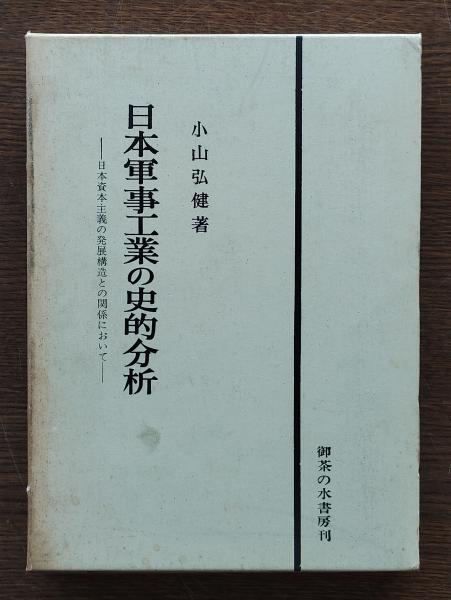 小山弘健著
日本軍事工業の史的分析
――日本資本主義の発展構造との関係において――
御茶の水書房刊